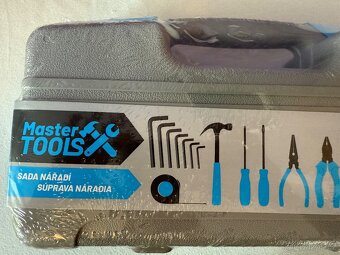 Master
TOOLS
SADA NÁŘADÍ
SÚPRAVA NÁRADIA